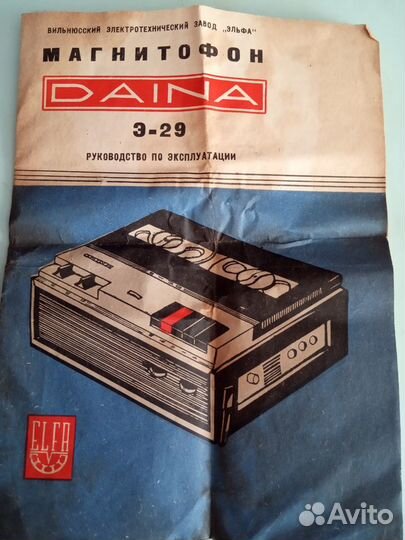 ВИЛЬНЮССКИЙ ЭЛЕКТРОТЕХНИЧЕСКИЙ ЗАВОД „ЭЛЬФА"
МАГНИТОФОН
DAINA
Э-29
РУКОВОДСТВО ПО ЭКСПЛУАТАЦИИ
ELFA
Avito